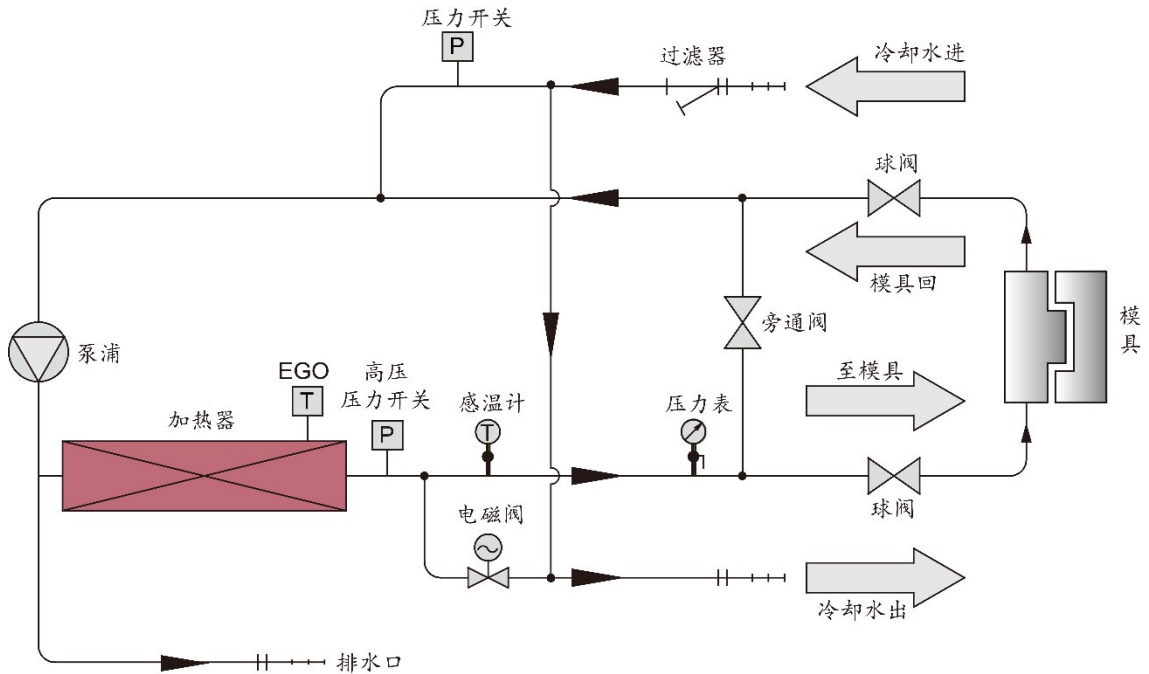 压力开关
P
过滤器
冷却水进
球阀
模具回
泵浦
旁通阀
模具
EGO
T
高压
压力开关
P
感温计
T
压力表
至模具
加热器
球阀
电磁阀
冷却水出
排水口